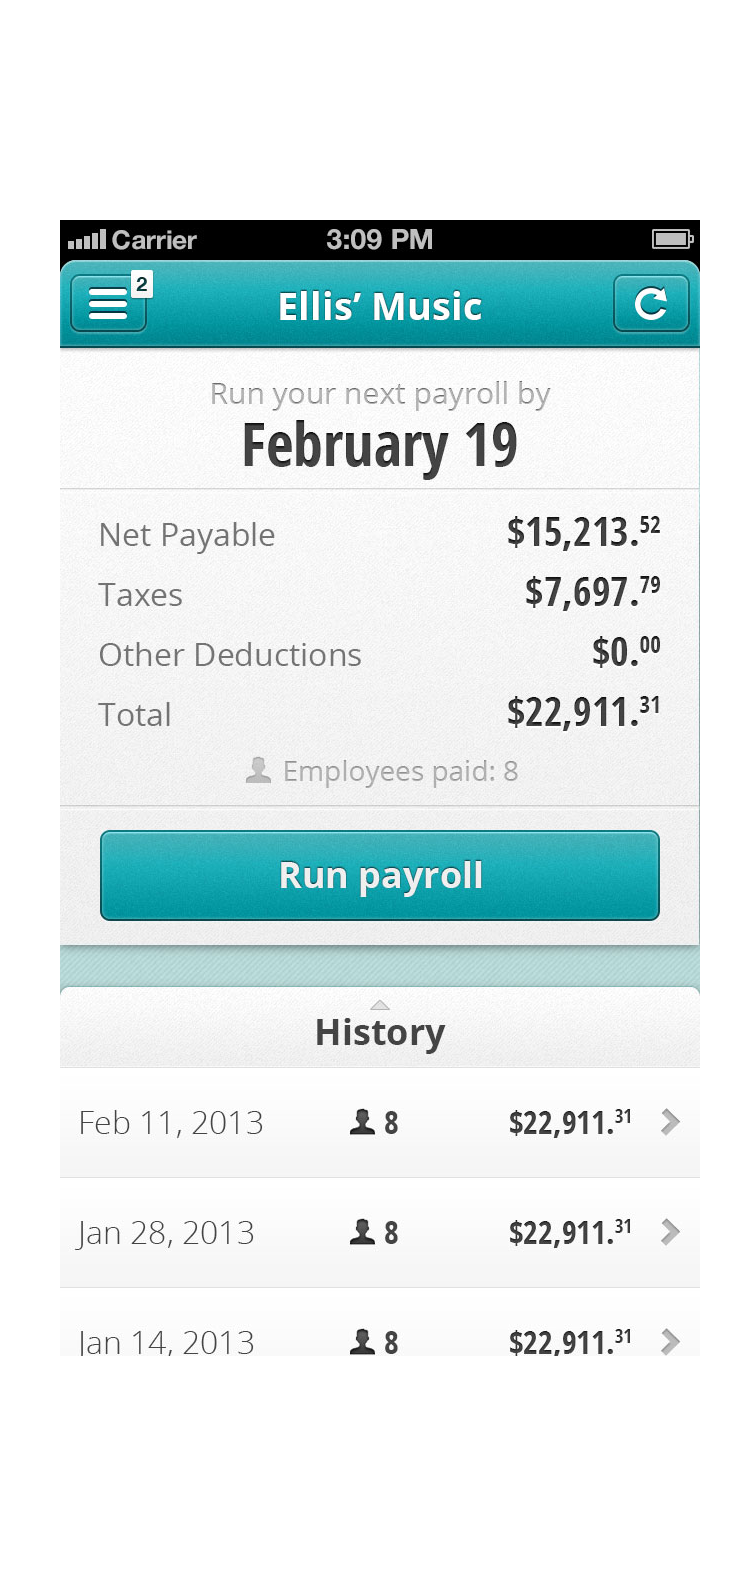 Carrier 3:09 PM
2
Ellis’ Music
Run your next payroll by
February 19
Net Payable $15,213.52
Taxes $7,697.79
Other Deductions $0.00
Total $22,911.31
Employees paid: 8
Run payroll
History
Feb 11, 2013 8 $22,911.31
Jan 28, 2013 8 $22,911.31
Jan 14, 2013 8 $22,911.31